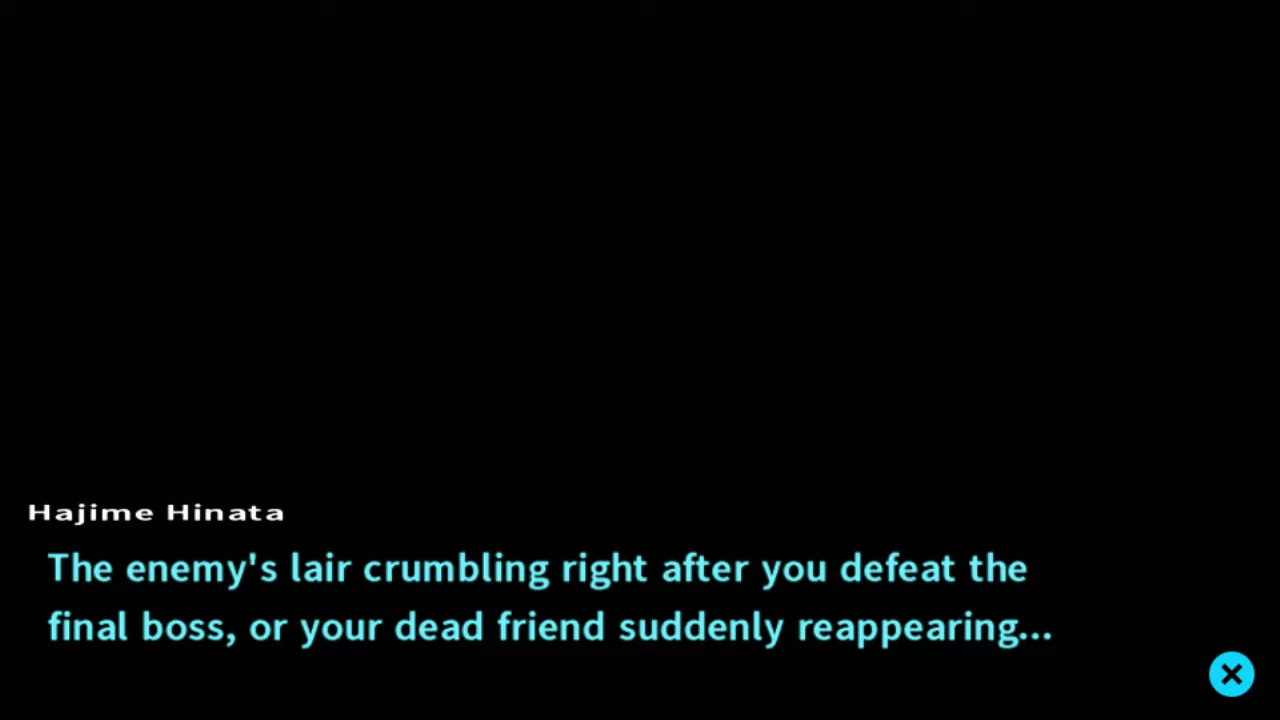 Hajime Hinata
The enemy's lair crumbling right after you defeat the
final boss, or your dead friend suddenly reappearing...